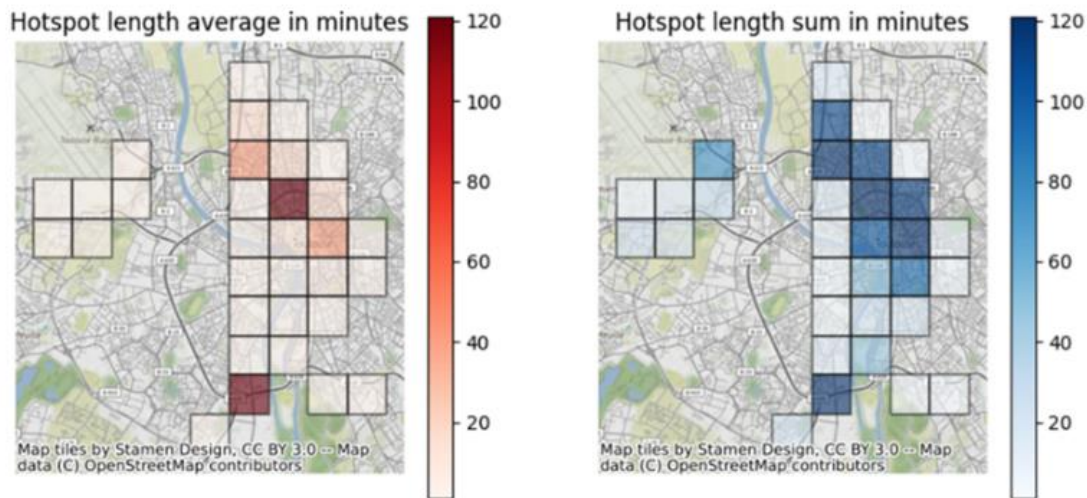 Hotspot length average in minutes
120
100
80
60
40
20
Map tiles by Stamen Design, CC BY 3.0 -- Map
data (C) OpenStreetMap contributors
Hotspot length sum in minutes
120
100
80
60
40
20
Map tiles by Stamen Design, CC BY 3.0 -- Map
data (C) OpenStreetMap contributors